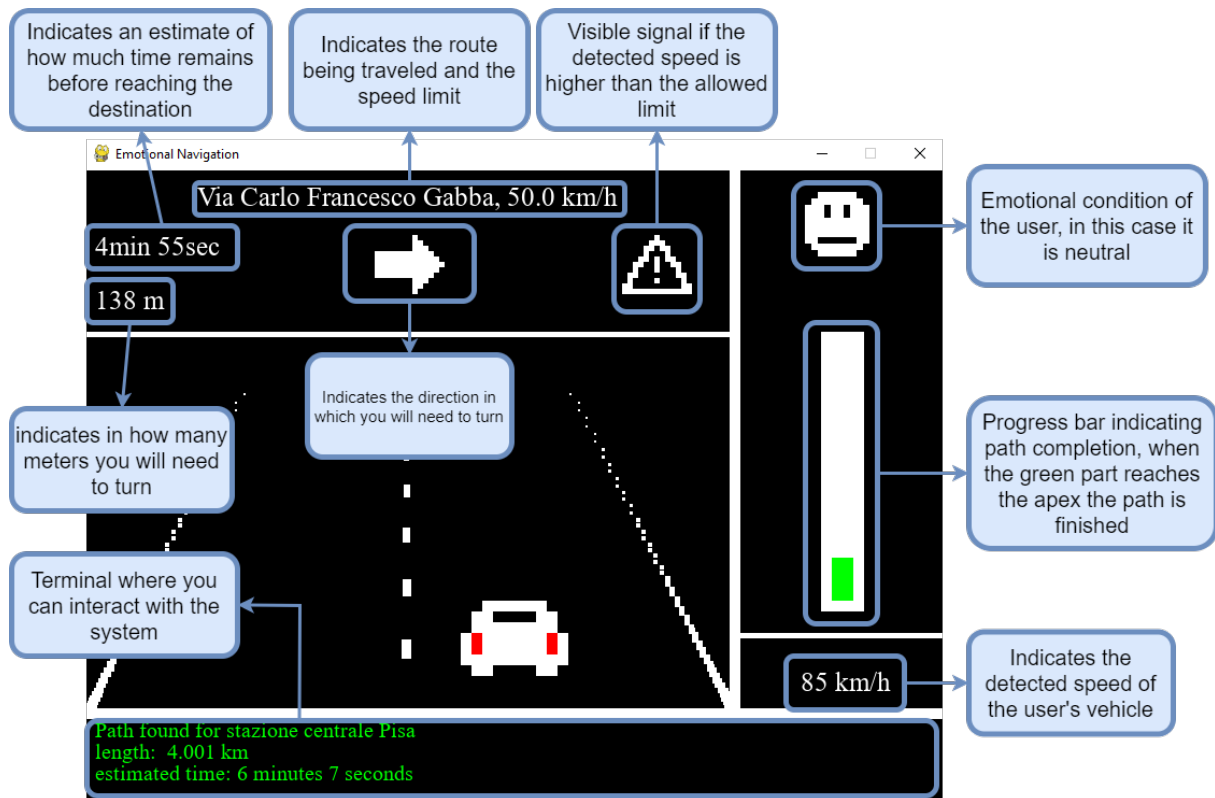 Indicates an estimate of
how much time remains
before reaching the
destination
Indicates the route
being traveled and the
speed limit
Visible signal if the
detected speed is
higher than the allowed
limit
Emotional Navigation
Via Carlo Francesco Gabba, 50.0 km/h
4min 55sec
138 m
Emotional condition of
the user, in this case it
is neutral
Indicates the direction in
which you will need to turn
indicates in how many
meters you will need
to turn
Progress bar indicating
path completion, when
the green part reaches
the apex the path is
finished
Terminal where you
can interact with the
system
85 km/h
Indicates the
detected speed of
the user's vehicle
Path found for stazione centrale Pisa
length:  4.001 km
estimated time: 6 minutes 7 seconds